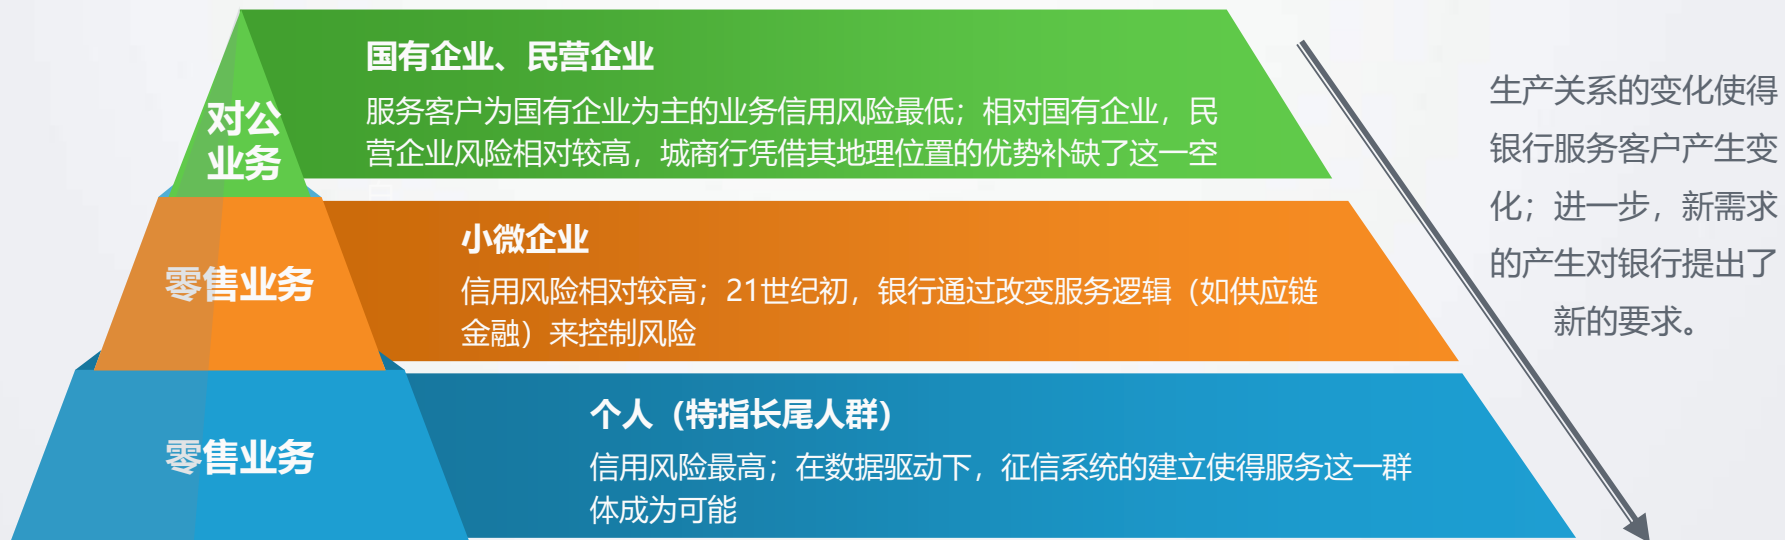 对公
业务
国有企业、民营企业
服务客户为国有企业为主的业务信用风险最低；相对国有企业，民
营企业风险相对较高，城商行凭借其地理位置的优势补缺了这一空
零售业务
小微企业
信用风险相对较高；21世纪初，银行通过改变服务逻辑（如供应链
金融）来控制风险
零售业务
个人（特指长尾人群）
信用风险最高；在数据驱动下，征信系统的建立使得服务这一群
体成为可能
生产关系的变化使得
银行服务客户产生变
化；进一步，新需求
的产生对银行提出了
新的要求。